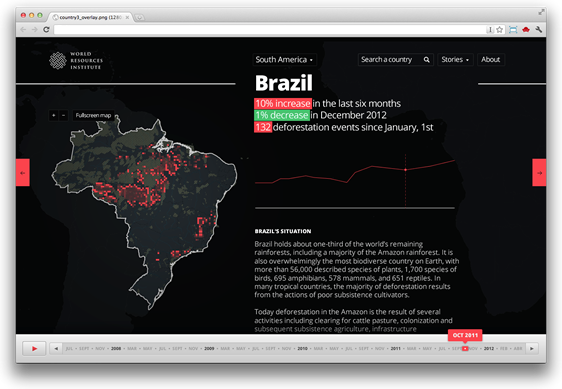 country3_overlay.png (1280
WORLD
RESOURCES
INSTITUTE
South America
Search a country
Stories
About
Brazil
10% increase in the last six months
1% decrease in December 2012
132 deforestation events since January, 1st
+ − Fullscreen map
BRAZIL'S SITUATION
Brazil holds about one-third of the world's remaining
rainforests, including a majority of the Amazon rainforest. It is
also overwhelmingly the most biodiverse country on Earth, with
more than 56,000 described species of plants, 1,700 species of
birds, 695 amphibians, 578 mammals, and 651 reptiles. In
many tropical countries, the majority of deforestation results
from the actions of poor subsistence cultivators.
Today deforestation in the Amazon is the result of several
activities including clearing for cattle pasture, colonization and
subsequent subsistence agriculture, infrastructure
OCT 2011
JUL • SEPT • NOV • 2008 • MAR • MAY • JUL • SEPT • NOV • 2009 • MAR • MAY • JUL • SEPT • NOV • 2010 • MAR • MAY • JUL • SEPT • NOV • 2011 • MAR • MAY • JUL • SEPT • NOV • 2012 • FEB • ABR